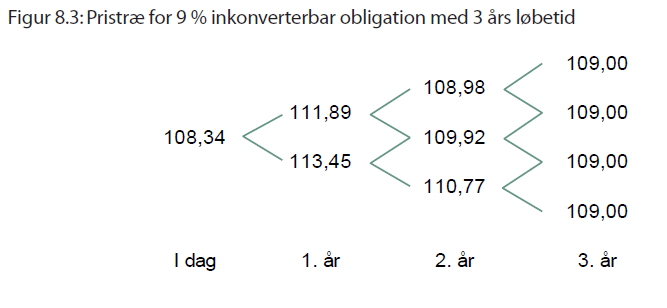 Figur 8.3: Pristræ for 9 % inkonverterbar obligation med 3 års løbetid
109,00
108,98
111,89
109,00
108,34
109,92
113,45
109,00
110,77
109,00
I dag
1. år
2. år
3. år